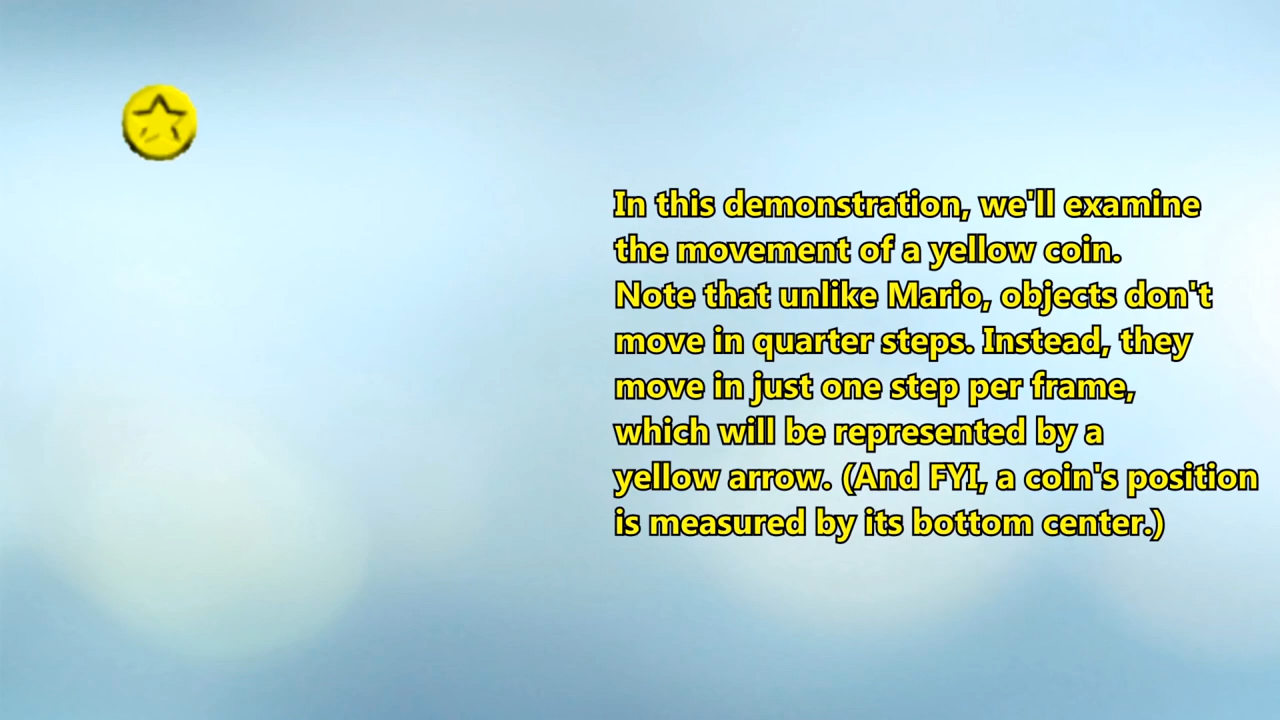 In this demonstration, we'll examine
the movement of a yellow coin.
Note that unlike Mario, objects don't
move in quarter steps. Instead, they
move in just one step per frame,
which will be represented by a
yellow arrow. (And FYI, a coin's position
is measured by its bottom center.)